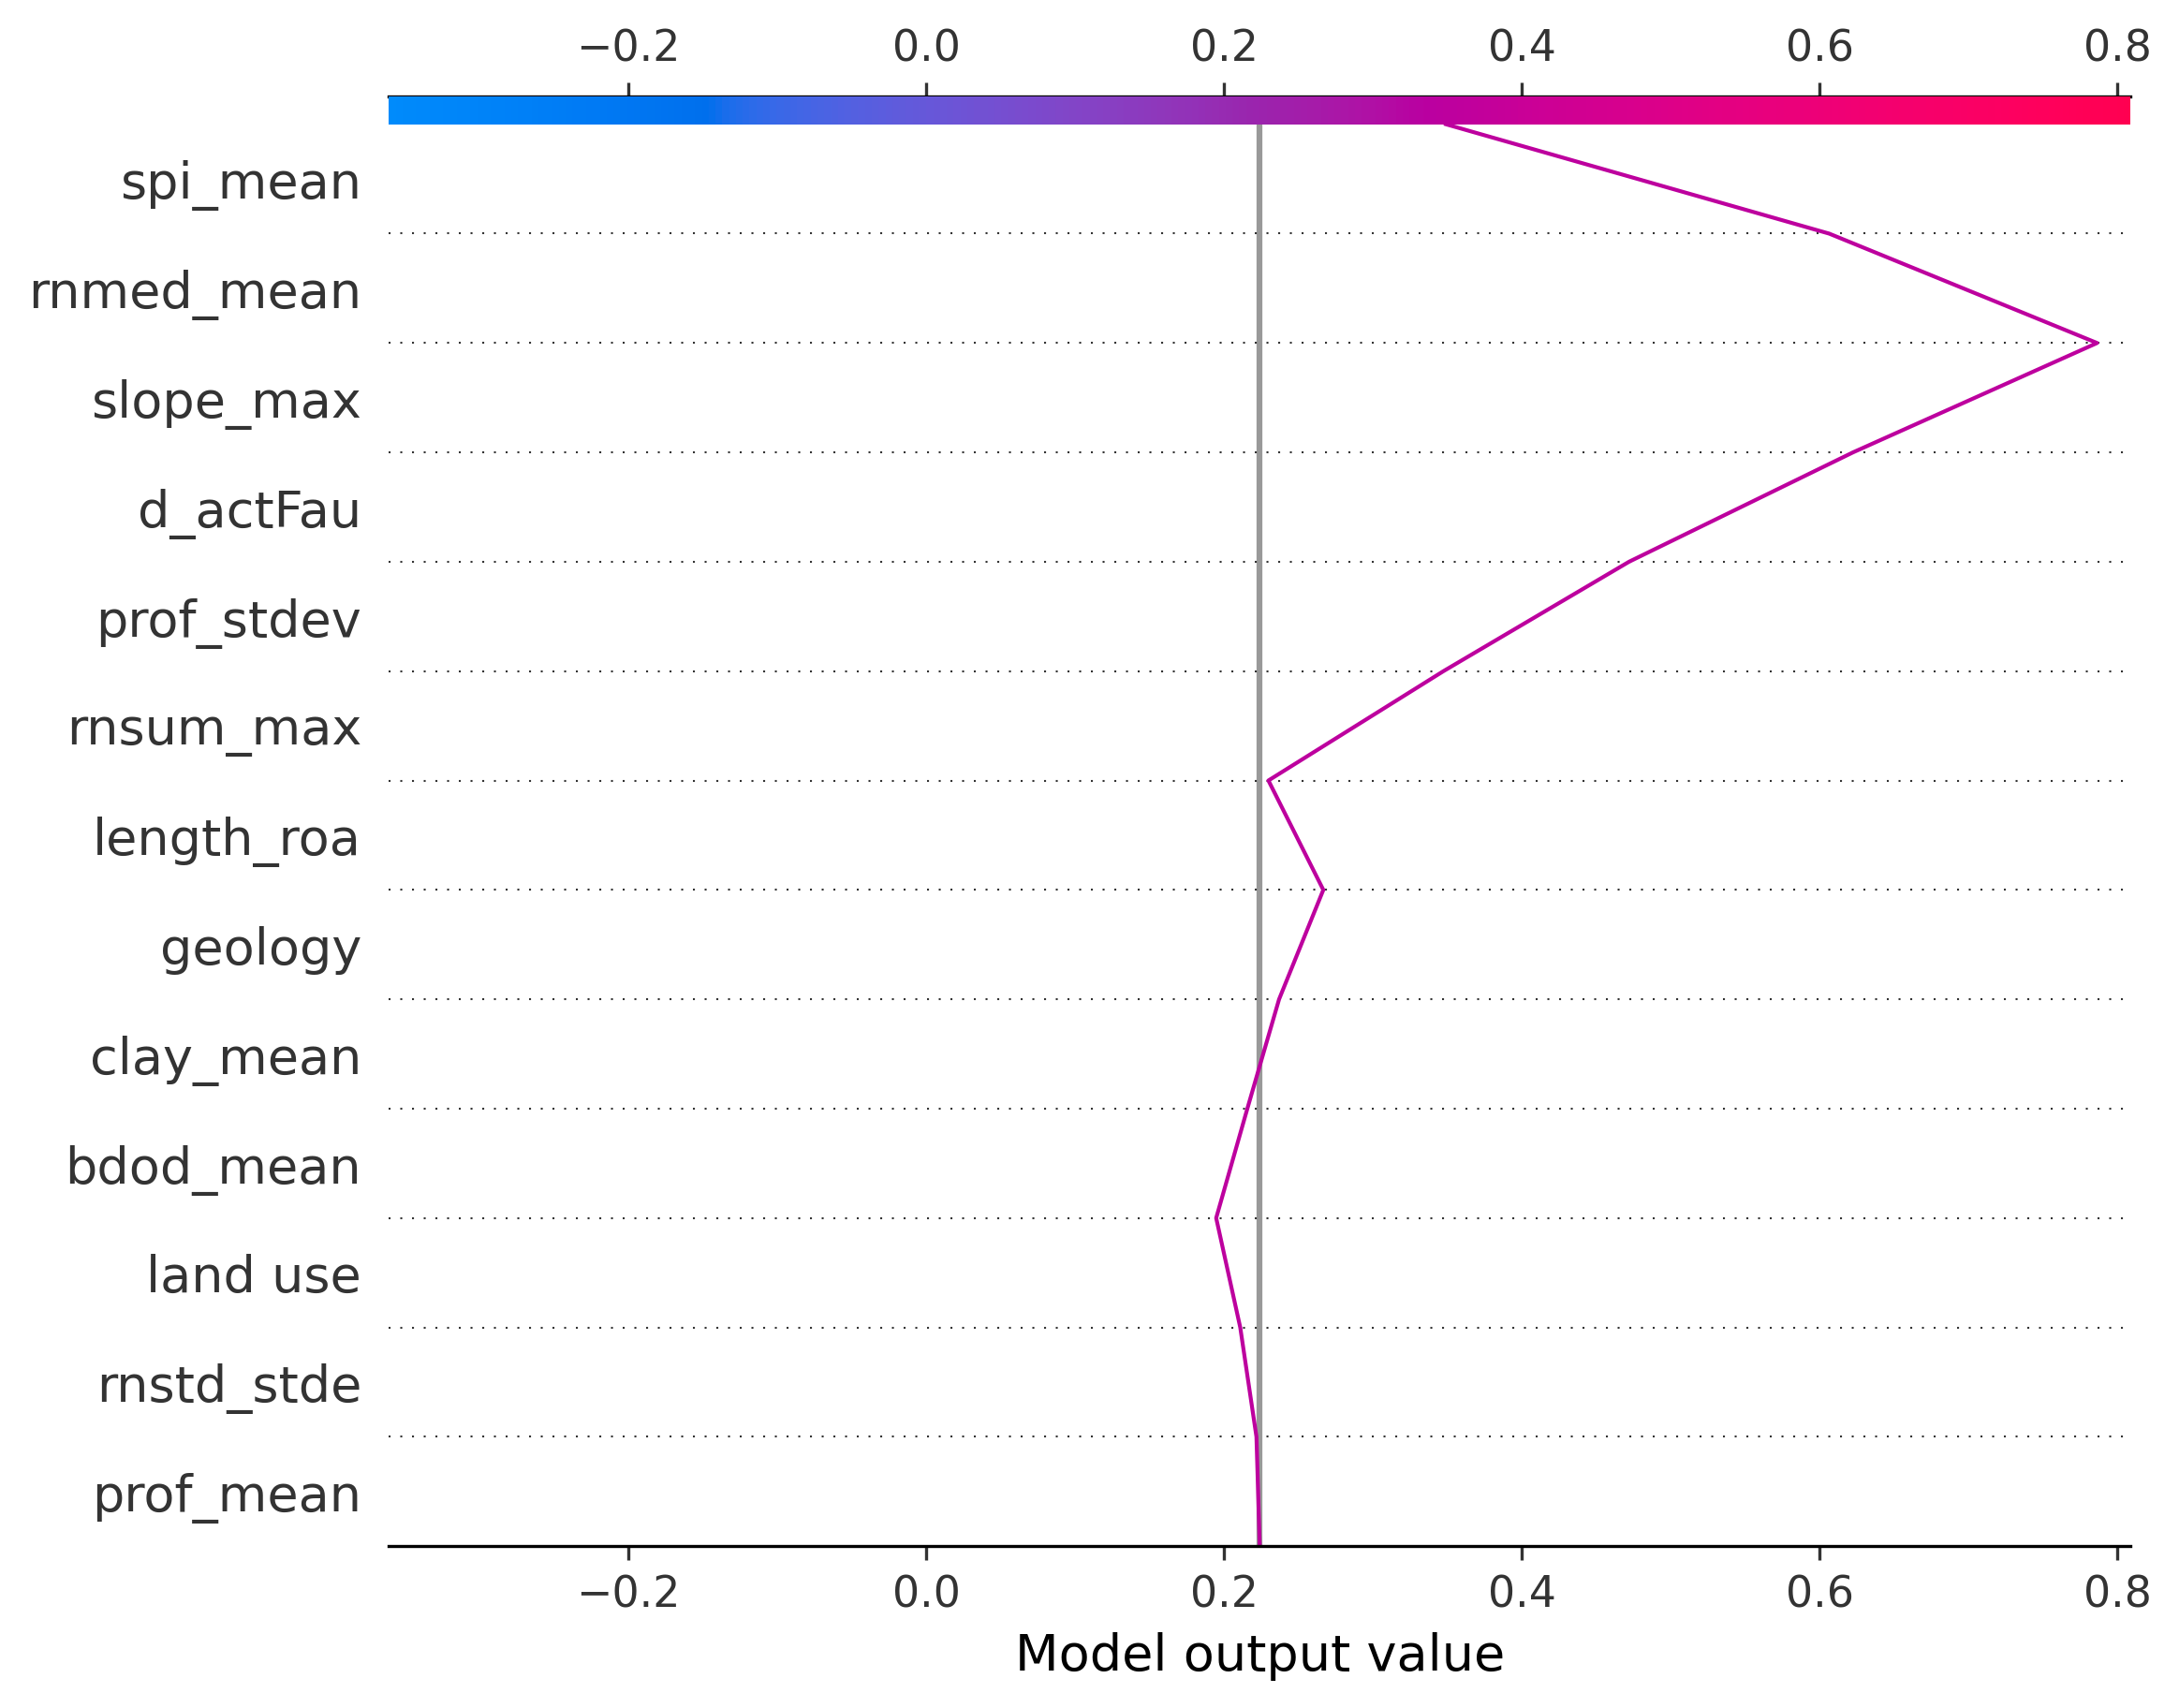 −0.2 0.0 0.2 0.4 0.6 0.8
spi_mean
rnmed_mean
slope_max
d_actFau
prof_stdev
rnsum_max
length_roa
geology
clay_mean
bdod_mean
land use
rnstd_stde
prof_mean
−0.2 0.0 0.2 0.4 0.6 0.8
Model output value